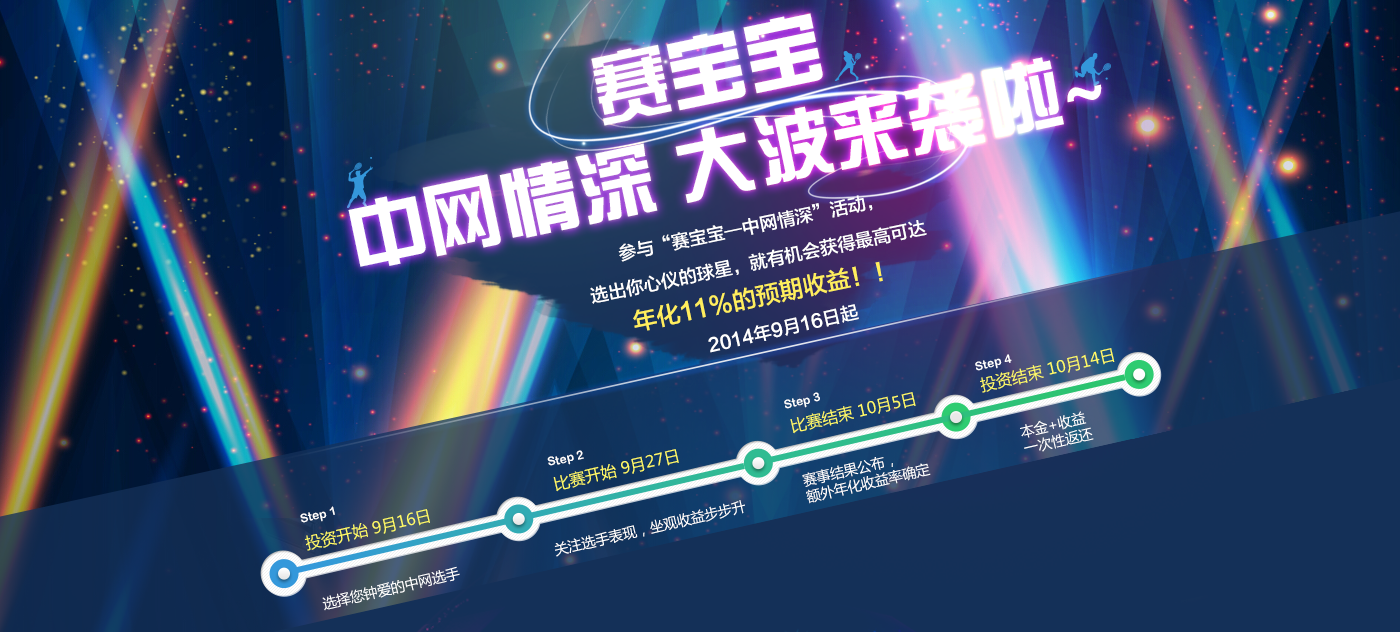 赛宝宝
中网情深 大波来袭啦~
参与“赛宝宝—中网情深”活动，
选出你心仪的球星，就有机会获得最高可达
年化11%的预期收益！！
2014年9月16日起
Step 1
投资开始 9月16日
选择您钟爱的中网选手
Step 2
比赛开始 9月27日
关注选手表现，坐观收益步步升
Step 3
比赛结束 10月5日
赛事结果公布，
额外年化收益率确定
Step 4
投资结束 10月14日
本金+收益
一次性返还